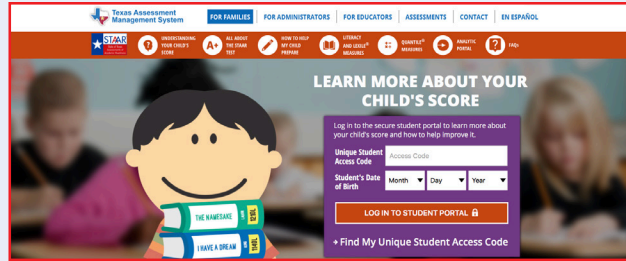 Texas Assessment
Management System
FOR FAMILIES
FOR ADMINISTRATORS
FOR EDUCATORS
ASSESSMENTS
CONTACT
EN ESPAÑOL
STAAR
UNDERSTANDING
YOUR CHILD'S
SCORE
A+
ALL ABOUT
THE STAAR
TEST
HOW TO HELP
MY CHILD
PREPARE
LITERACY
AND LEXILE®
MEASURES
QUANTILE®
MEASURES
ANALYTIC
PORTAL
?
FAQs
LEARN MORE ABOUT YOUR
CHILD'S SCORE
Log in to the secure student portal to learn more about
your child's score and how to help improve it.
Unique Student
Access Code
Access Code
Student's Date
of Birth
Month
Day
Year
LOG IN TO STUDENT PORTAL
+ Find My Unique Student Access Code
THE NAMESAKE
1210L
I HAVE A DREAM
1140L